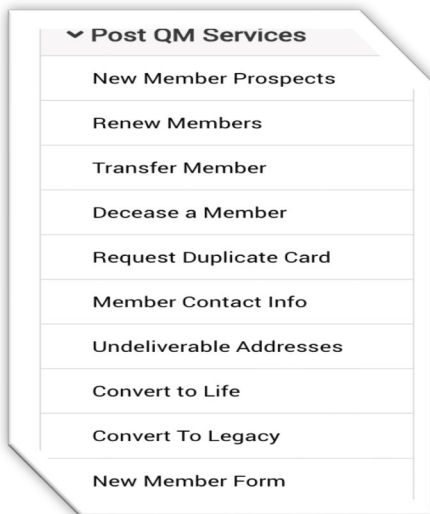 Post QM Services
New Member Prospects
Renew Members
Transfer Member
Decease a Member
Request Duplicate Card
Member Contact Info
Undeliverable Addresses
Convert to Life
Convert To Legacy
New Member Form